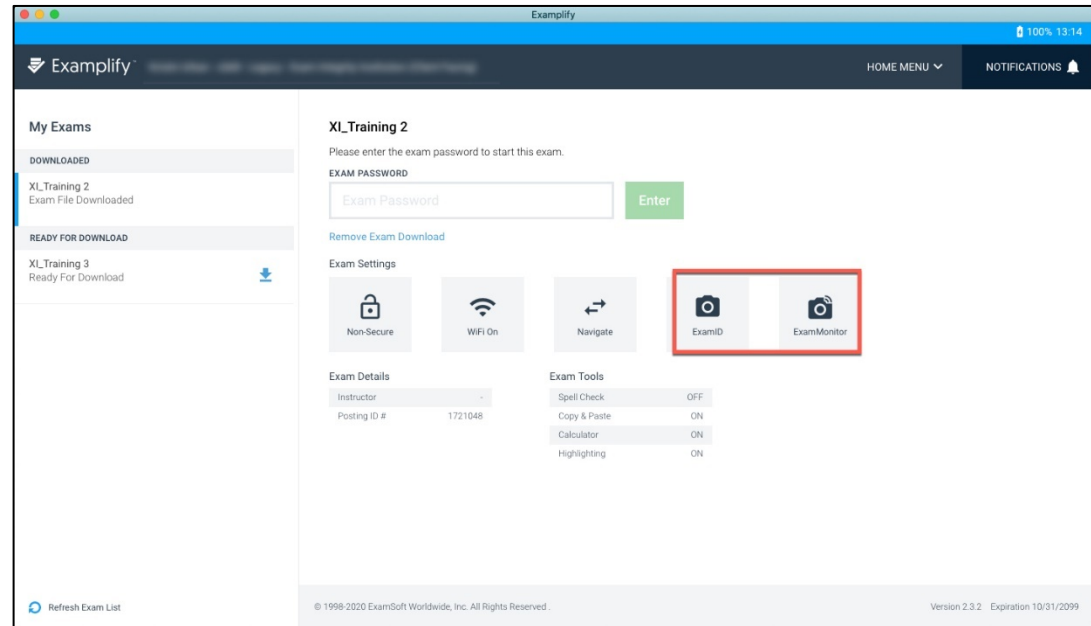 Examplify
100% 13:14
Examplify
HOME MENU
NOTIFICATIONS
My Exams
DOWNLOADED
XI_Training 2
Exam File Downloaded
READY FOR DOWNLOAD
XI_Training 3
Ready For Download
Refresh Exam List
XI_Training 2
Please enter the exam password to start this exam.
EXAM PASSWORD
Exam Password
Enter
Remove Exam Download
Exam Settings
Non-Secure
WiFi On
Navigate
ExamID
ExamMonitor
Exam Details
Instructor -
Posting ID # 1721048
Exam Tools
Spell Check OFF
Copy & Paste ON
Calculator ON
Highlighting ON
© 1998-2020 ExamSoft Worldwide, Inc. All Rights Reserved .
Version 2.3.2 Expiration 10/31/2099